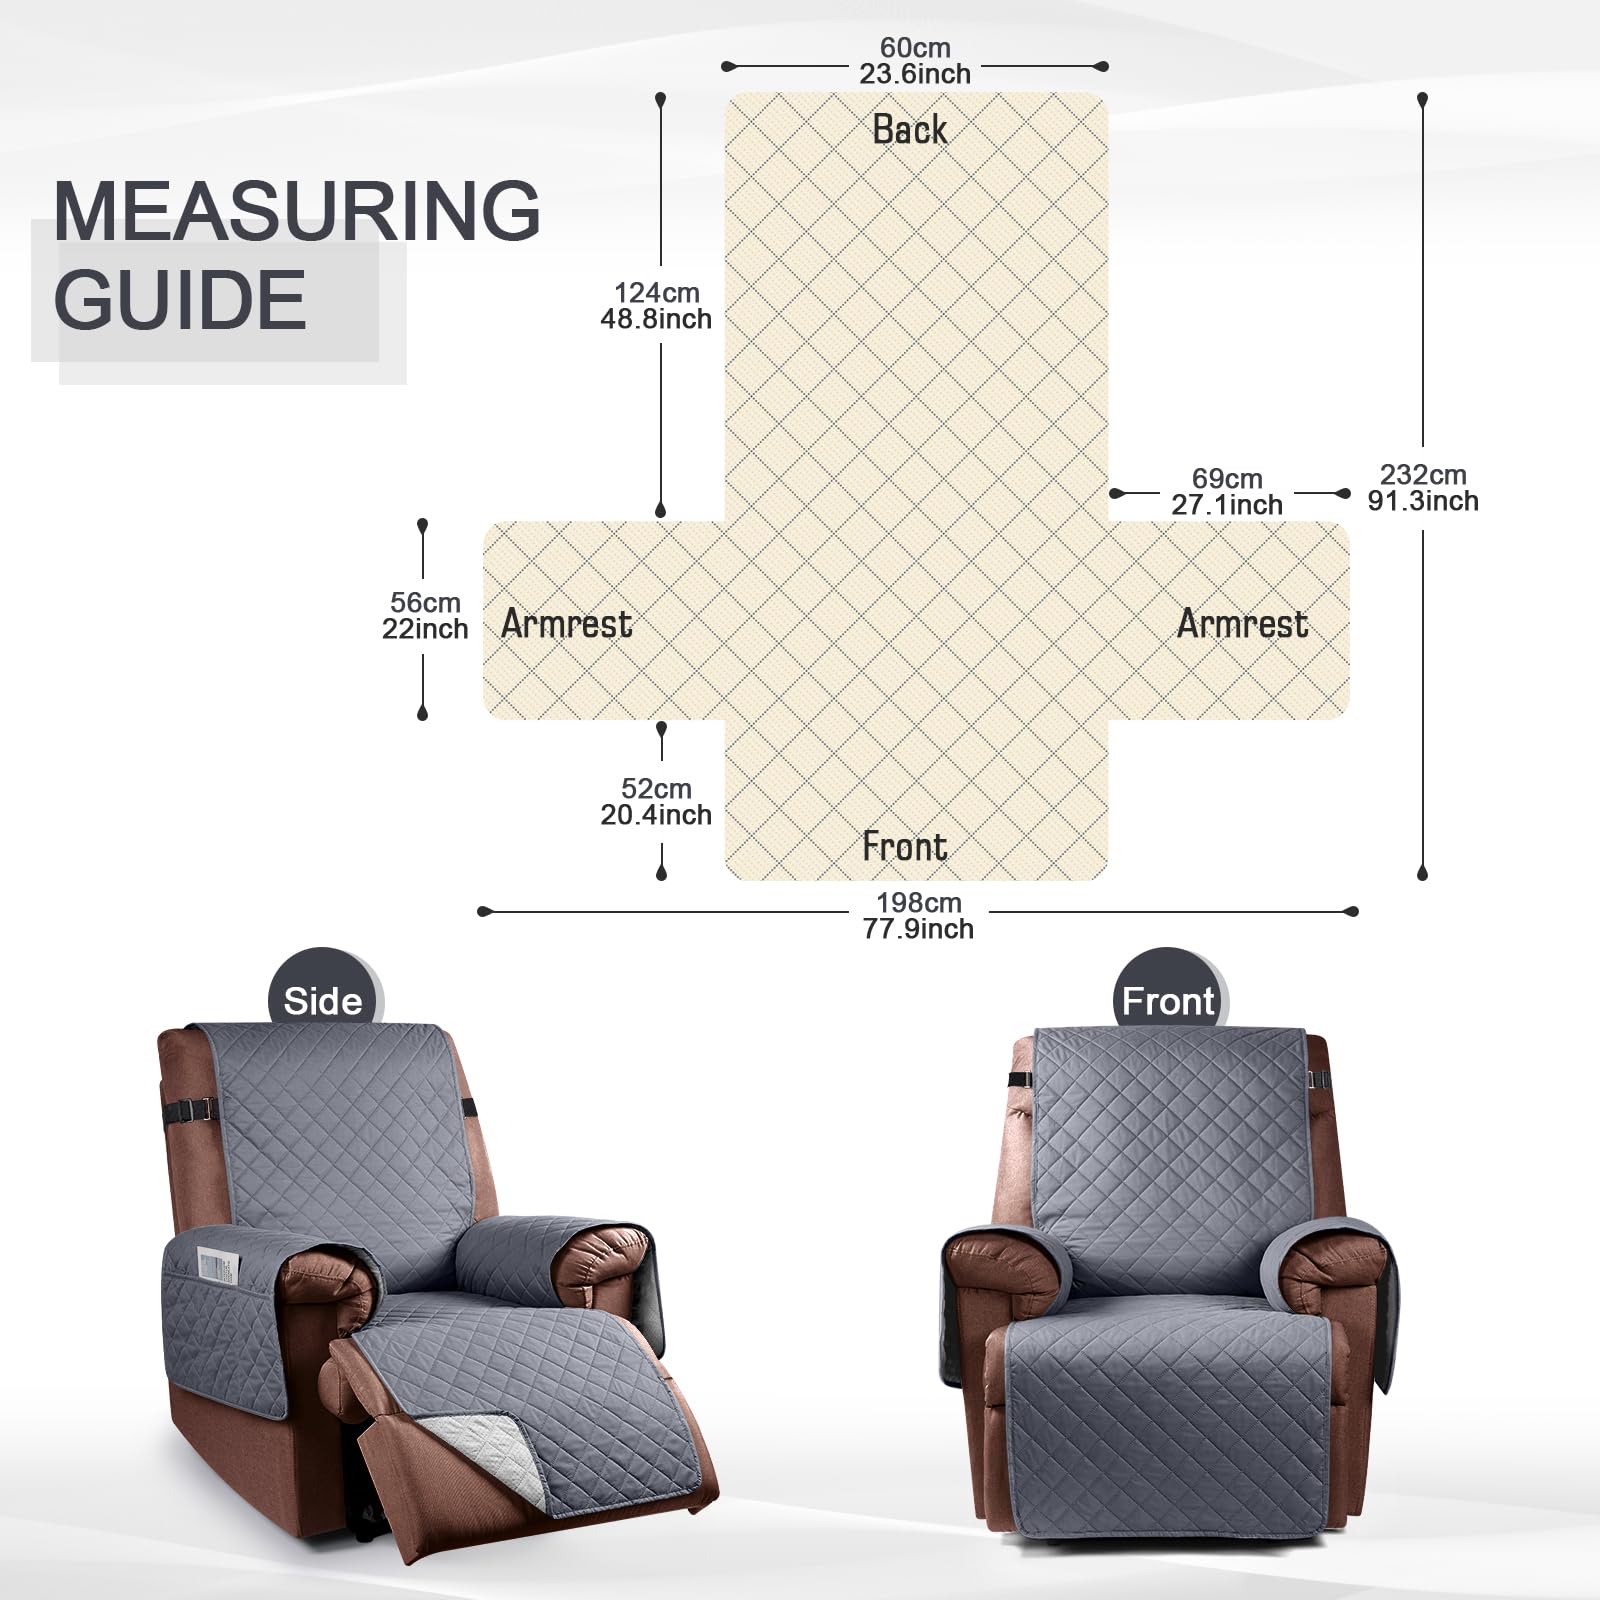 MEASURING
GUIDE
60cm
23.6inch
Back
124cm
48.8inch
69cm
27.1inch
232cm
91.3inch
56cm
22inch
Armrest
Armrest
52cm
20.4inch
Front
198cm
77.9inch
Side
Front